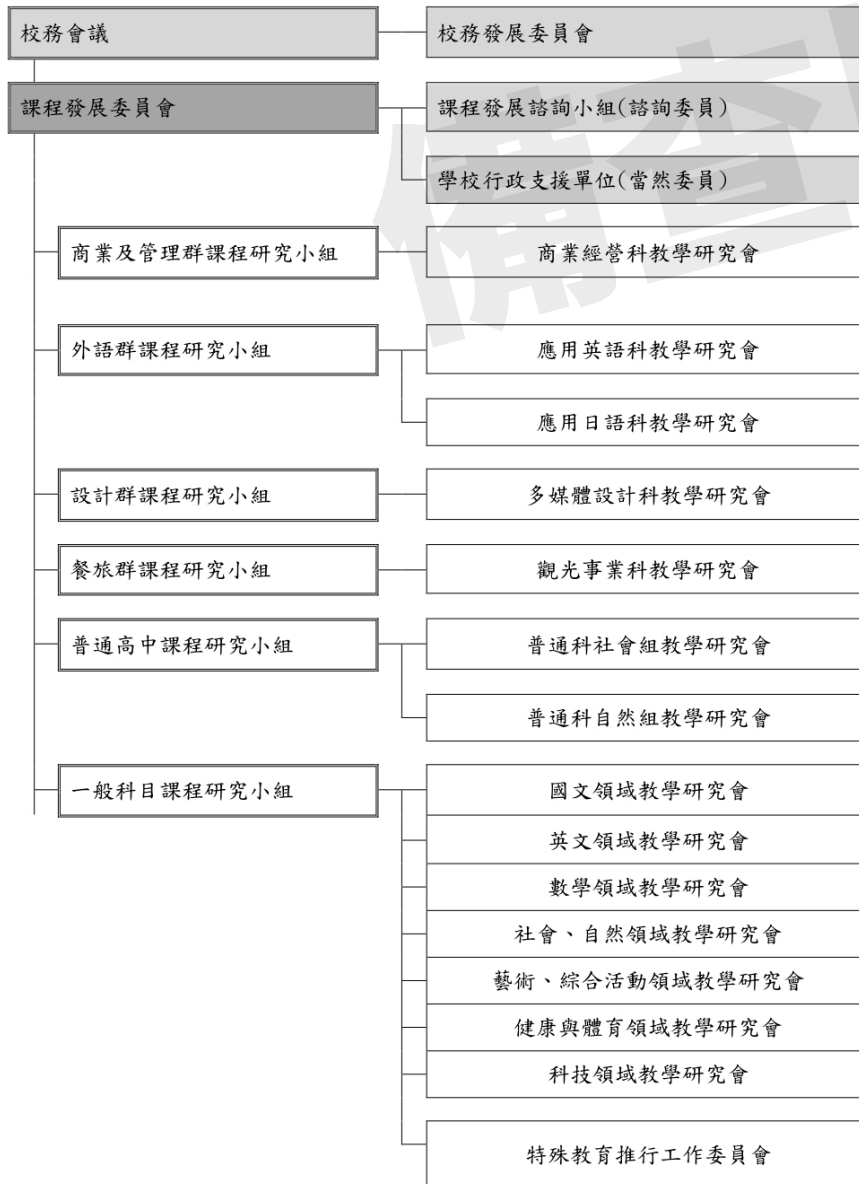 校務會議
校務發展委員會
課程發展委員會
課程發展諮詢小組(諮詢委員)
學校行政支援單位(當然委員)
商業及管理群課程研究小組
商業經營科教學研究會
外語群課程研究小組
應用英語科教學研究會
應用日語科教學研究會
設計群課程研究小組
多媒體設計科教學研究會
餐旅群課程研究小組
觀光事業科教學研究會
普通高中課程研究小組
普通科社會組教學研究會
普通科自然組教學研究會
一般科目課程研究小組
國文領域教學研究會
英文領域教學研究會
數學領域教學研究會
社會、自然領域教學研究會
藝術、綜合活動領域教學研究會
健康與體育領域教學研究會
科技領域教學研究會
特殊教育推行工作委員會
備查